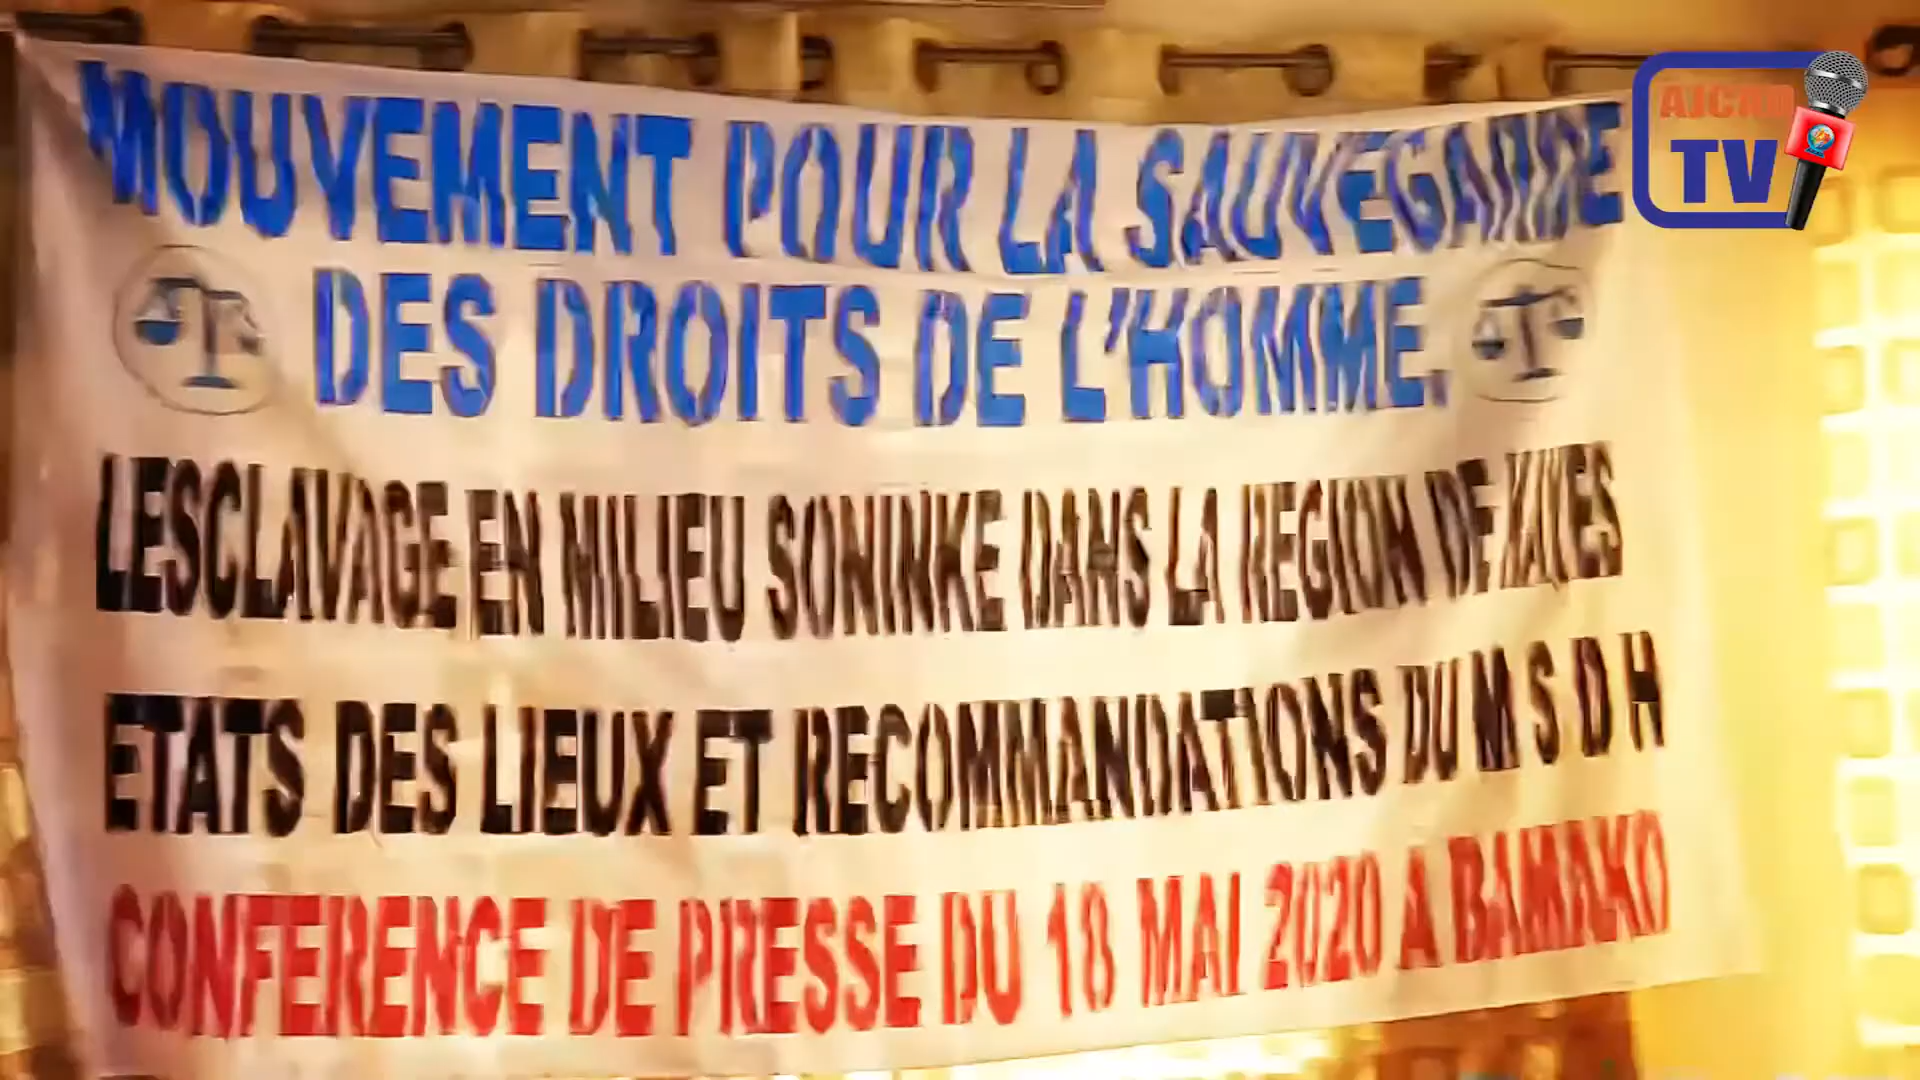 MOUVEMENT POUR LA SAUVEGARDE
DES DROITS DE L'HOMME.
LESCLAVAGE EN MILIEU SONINKE DANS LA REGION DE KAYES
ETATS DES LIEUX ET RECOMMANDATIONS DU M S D H
CONFERENCE DE PRESSE DU 18 MAI 2020 A BAMAKO
AJCAD
TV